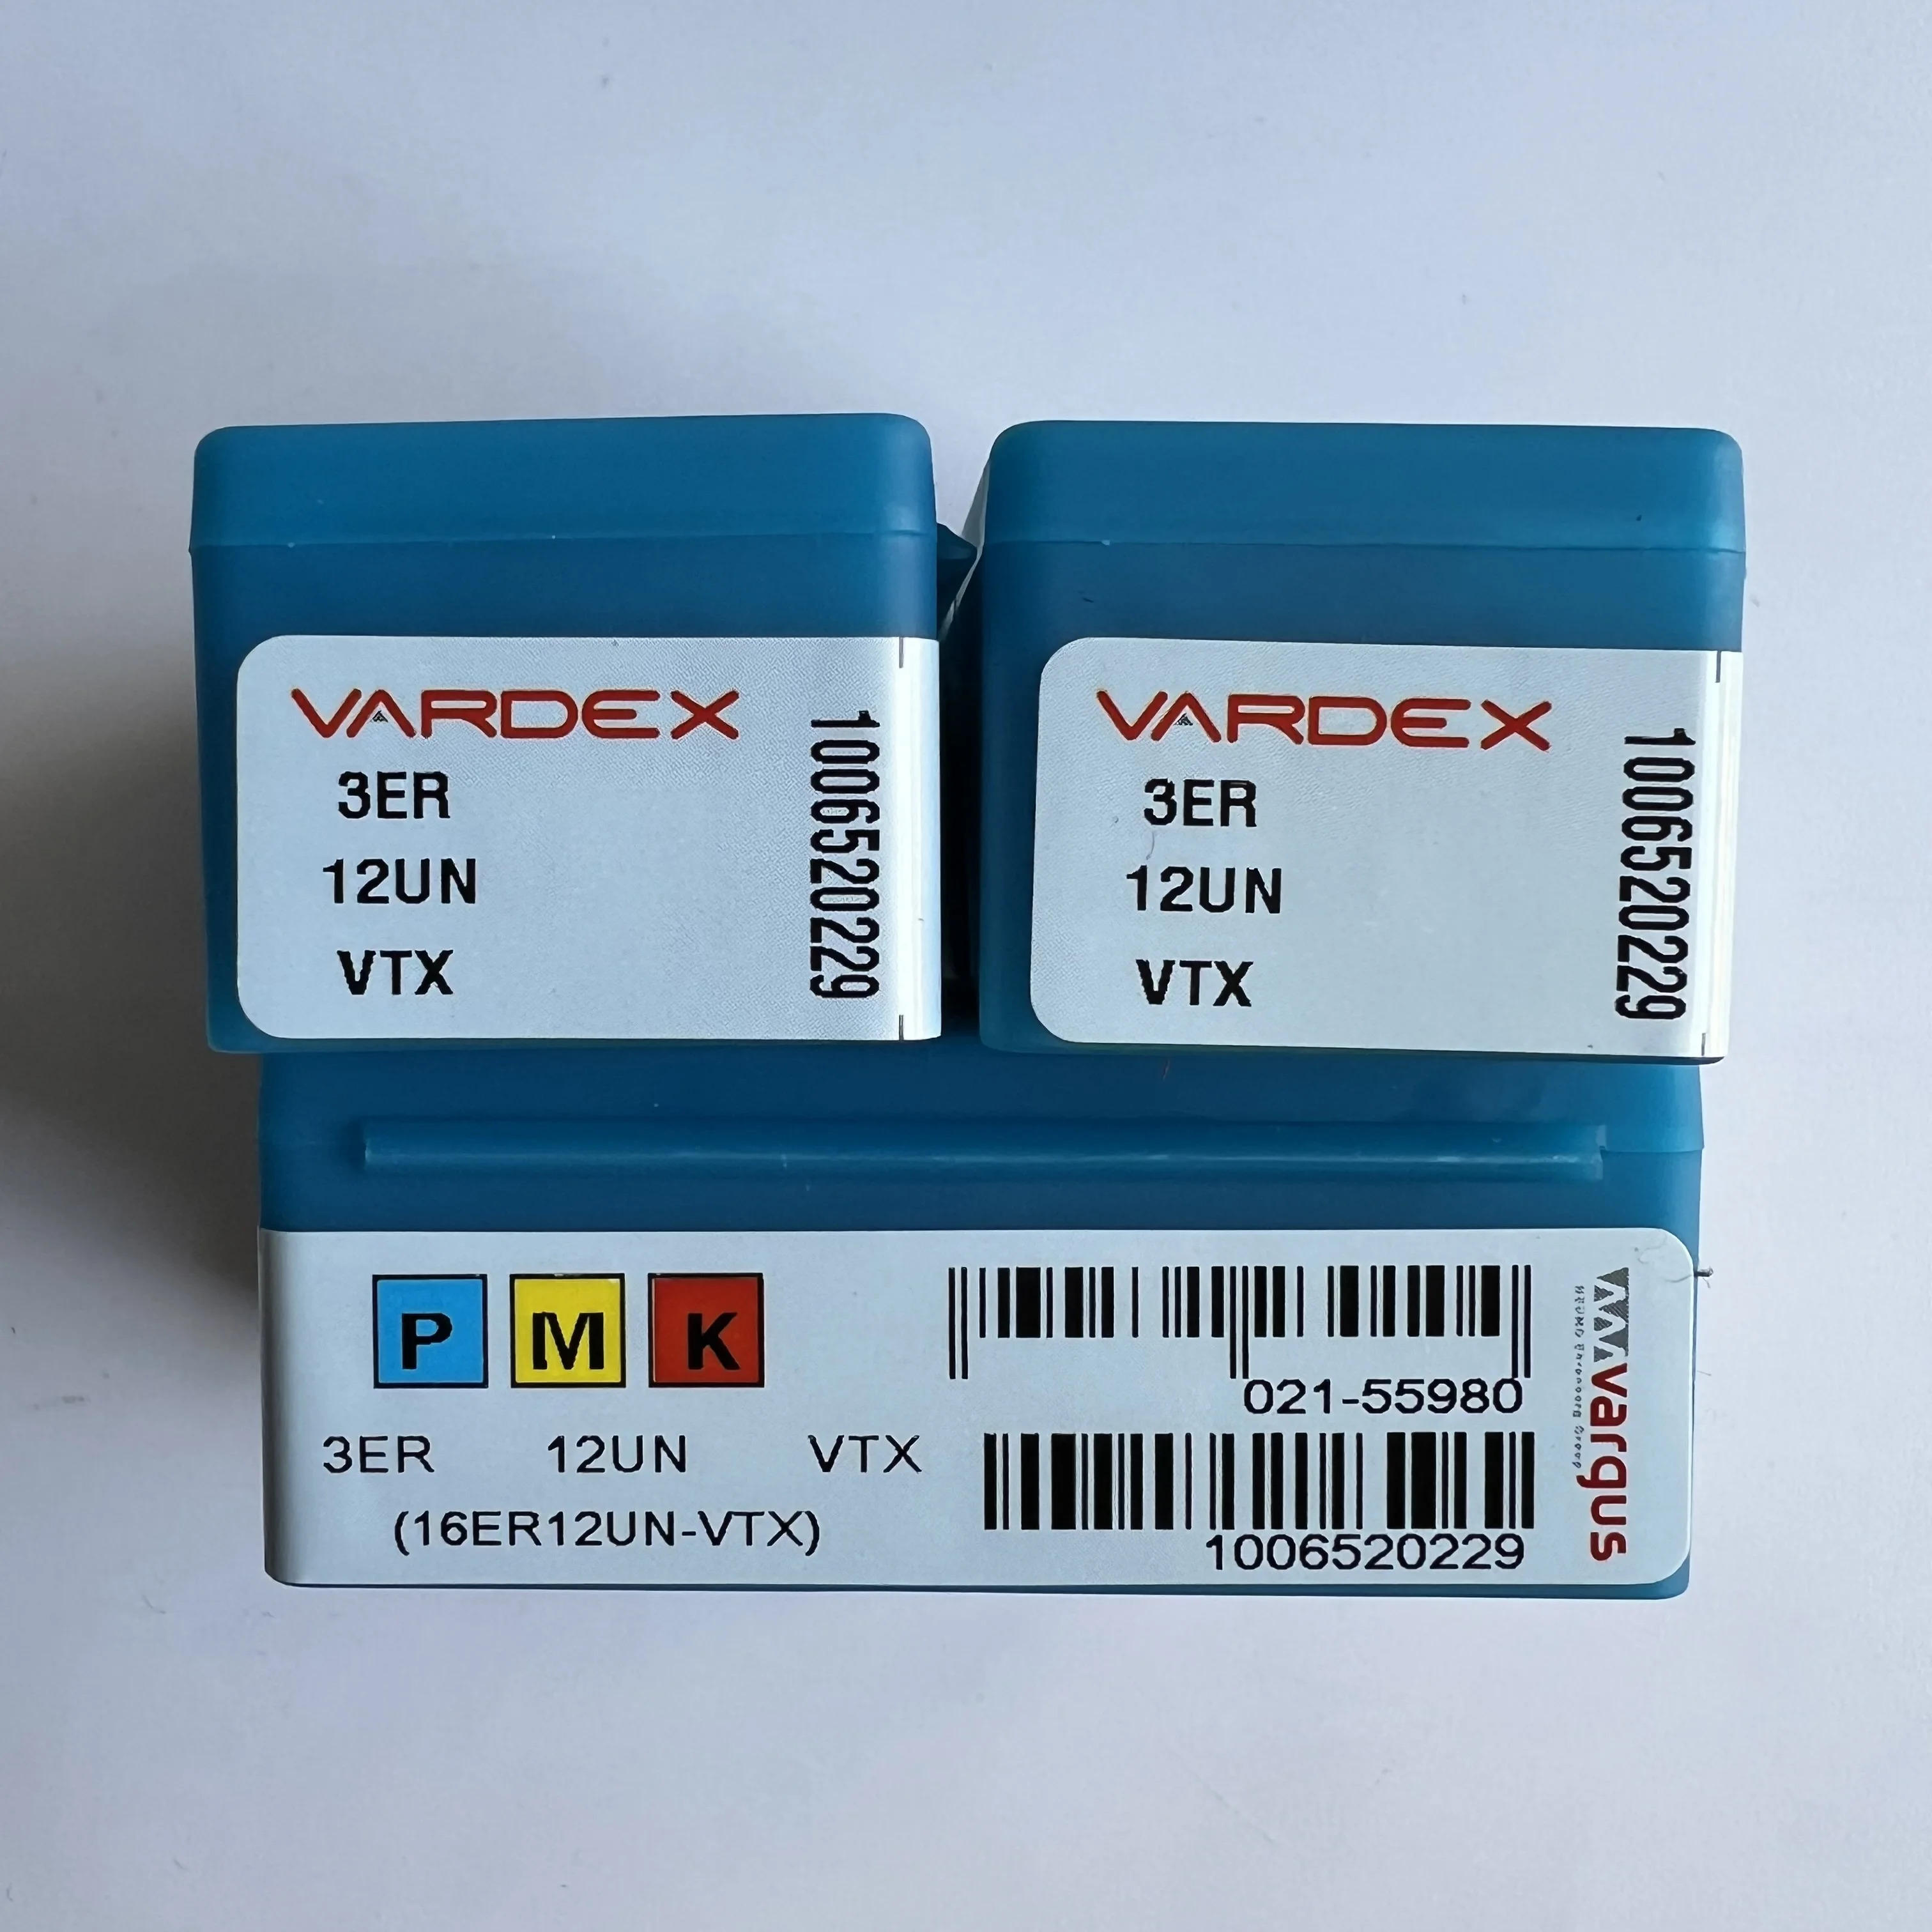 VARDEX
3ER
12UN
VTX
1006520229
VARDEX
3ER
12UN
VTX
1006520229
P M K
3ER 12UN VTX
(16ER12UN-VTX)
021-55980
1006520229
vargus